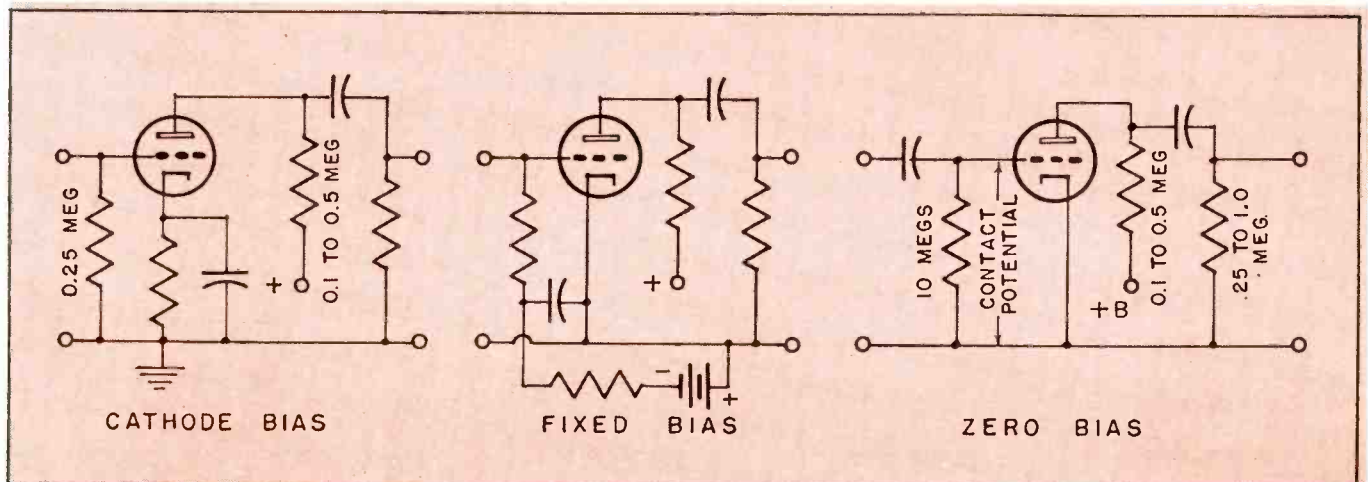 0.25 MEG
+
0.1 TO 0.5 MEG
CATHODE BIAS
+
-
+
FIXED BIAS
10 MEGS
CONTACT
POTENTIAL
+B
0.1 TO 0.5 MEG
.25 TO 1.0
MEG.
ZERO BIAS